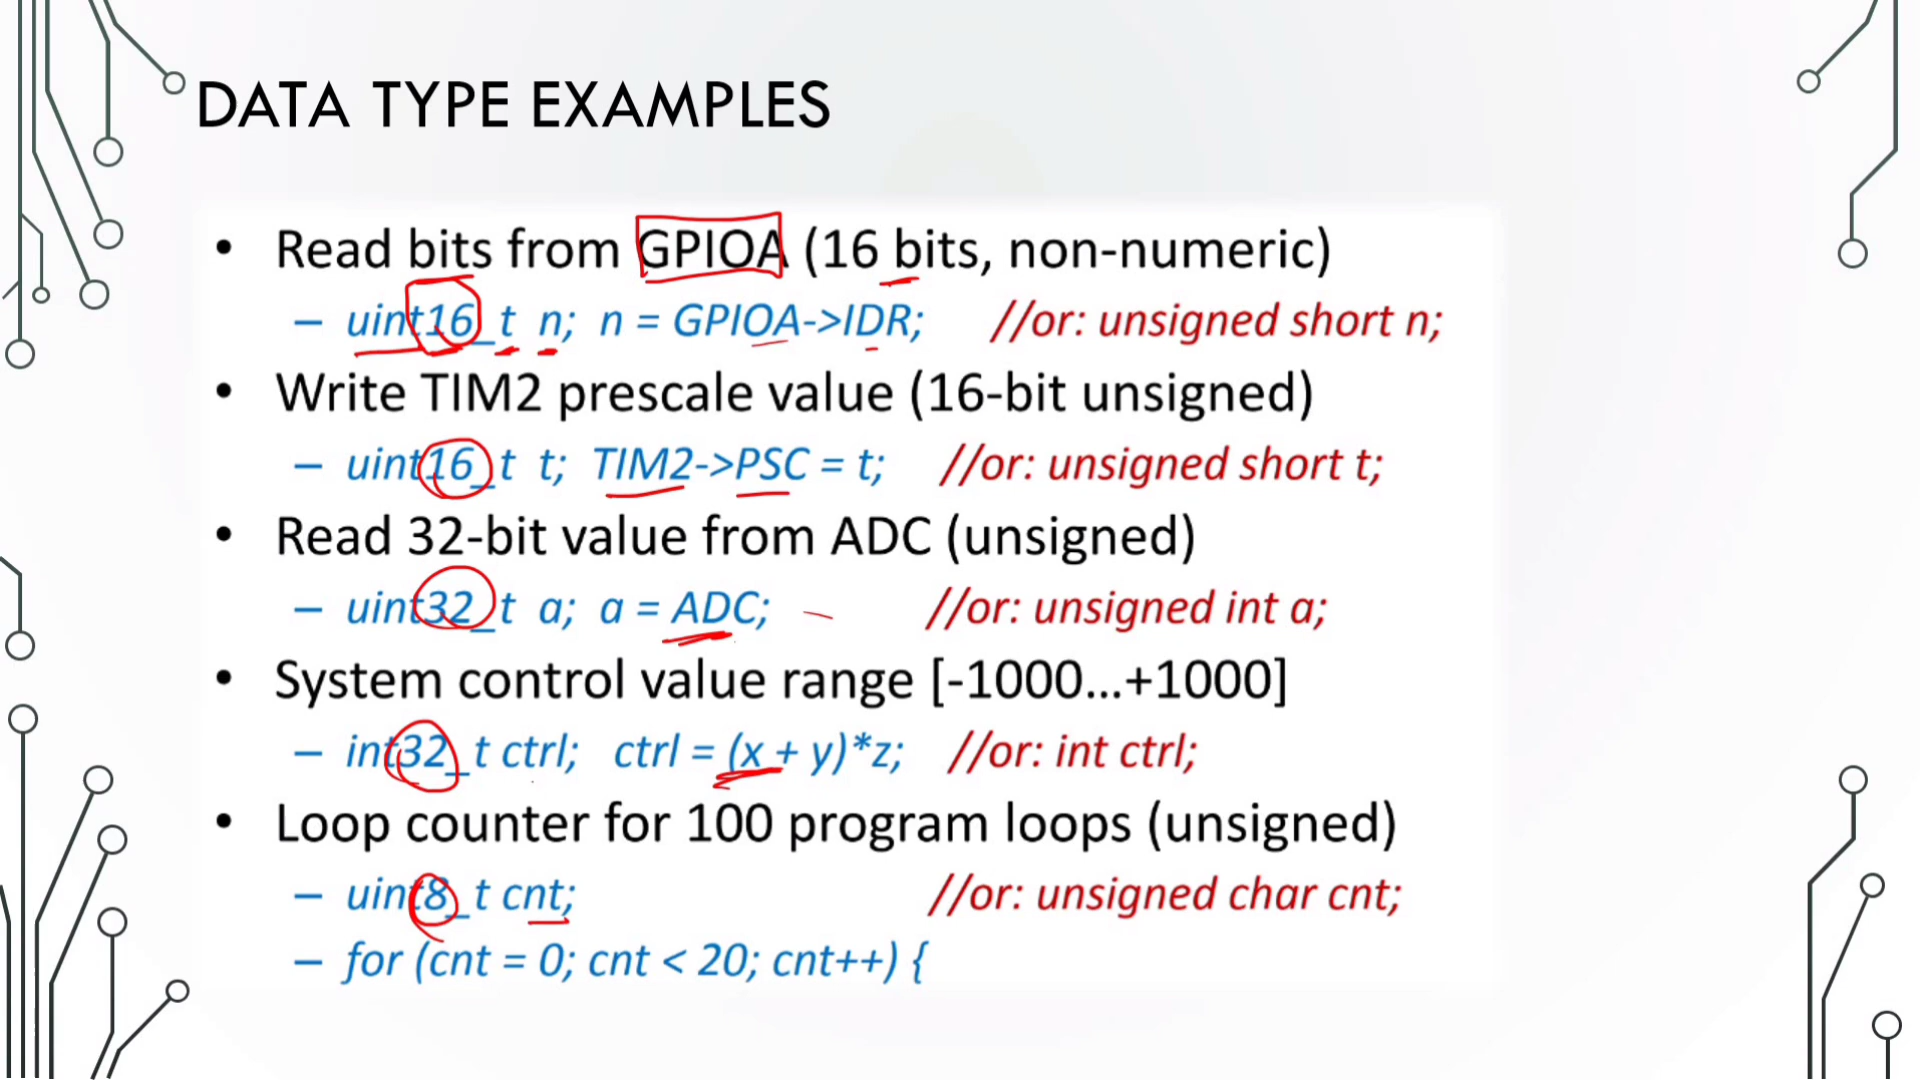 DATA TYPE EXAMPLES
• Read bits from GPIOA (16 bits, non-numeric)
– uint16_t n; n = GPIOA->IDR; //or: unsigned short n;
• Write TIM2 prescale value (16-bit unsigned)
– uint16_t t; TIM2->PSC = t; //or: unsigned short t;
• Read 32-bit value from ADC (unsigned)
– uint32_t a; a = ADC; //or: unsigned int a;
• System control value range [-1000…+1000]
– int32_t ctrl; ctrl = (x + y)*z; //or: int ctrl;
• Loop counter for 100 program loops (unsigned)
– uint8_t cnt; //or: unsigned char cnt;
– for (cnt = 0; cnt < 20; cnt++) {